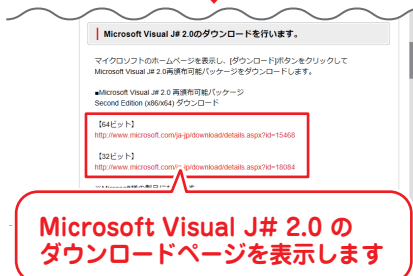 Microsoft Visual J# 2.0のダウンロードを行います。
マイクロソフトのホームページを表示し、[ダウンロード]ボタンをクリックして
Microsoft Visual J# 2.0再頒布可能パッケージをダウンロードします。
■Microsoft Visual J# 2.0 再頒布可能パッケージ
Second Edition (x86/x64) ダウンロード
【64ビット】
http://www.microsoft.com/ja-jp/download/details.aspx?id=15468
【32ビット】
http://www.microsoft.com/ jp/download/details.aspx?id=18084
Microsoft Visual J# 2.0 の
ダウンロードページを表示します